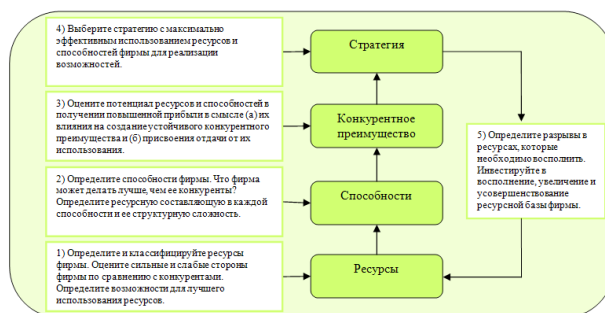 4) Выберите стратегию с максимально
эффективным использованием ресурсов и
способностей фирмы для реализации
возможностей.
Стратегия
3) Оцените потенциал ресурсов и способностей в
получении повышенной прибыли в смысле (а) их
влияния на создание устойчивого конкурентного
преимущества и (б) присвоения отдачи от их
использования.
Конкурентное
преимущество
2) Определите способности фирмы. Что фирма
может делать лучше, чем ее конкуренты?
Определите ресурсную составляющую в каждой
способности и ее структурную сложность.
Способности
1) Определите и классифицируйте ресурсы
фирмы. Оцените сильные и слабые стороны
фирмы по сравнению с конкурентами.
Определите возможности для лучшего
использования ресурсов.
Ресурсы
5) Определите разрывы в
ресурсах, которые
необходимо восполнить.
Инвестируйте в
восполнение, увеличение и
усовершенствование
ресурсной базы фирмы.